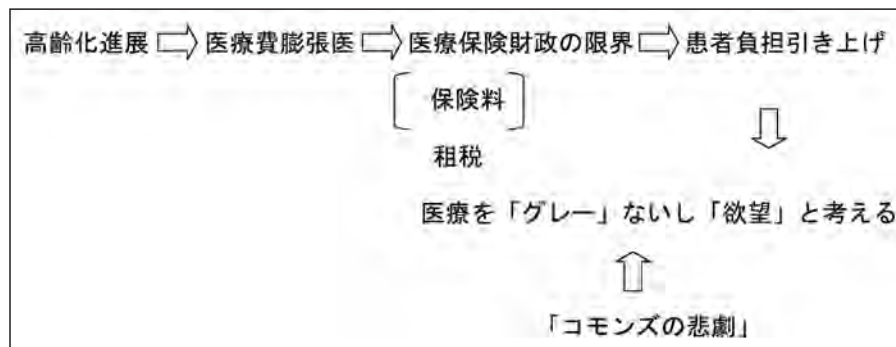 高齢化進展 ⇨ 医療費膨張医 ⇨ 医療保険財政の限界 ⇨ 患者負担引き上げ
保険料
租税
医療を「グレー」ないし「欲望」と考える
「コモンズの悲劇」